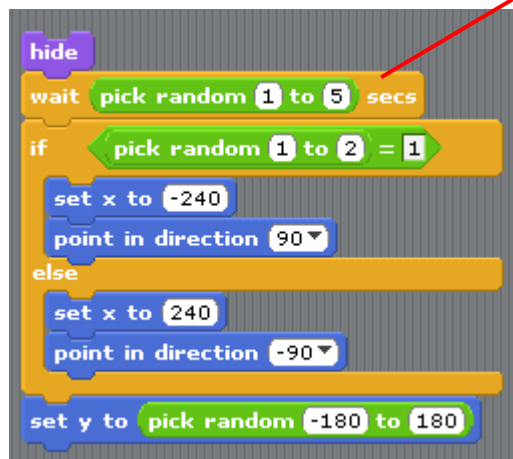 hide
wait pick random 1 to 5 secs
if pick random 1 to 2 = 1
set x to -240
point in direction 90
else
set x to 240
point in direction -90
set y to pick random -180 to 180